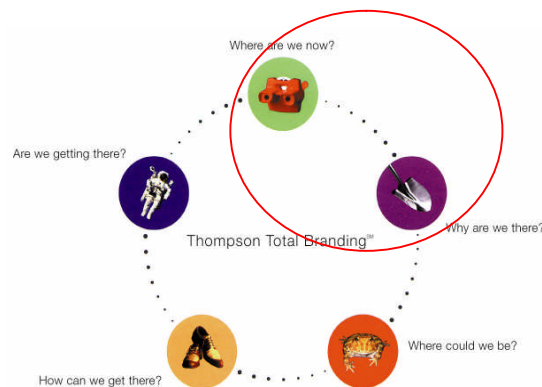 Where are we now?
Are we getting there?
Why are we there?
Thompson Total Branding℠
Where could we be?
How can we get there?